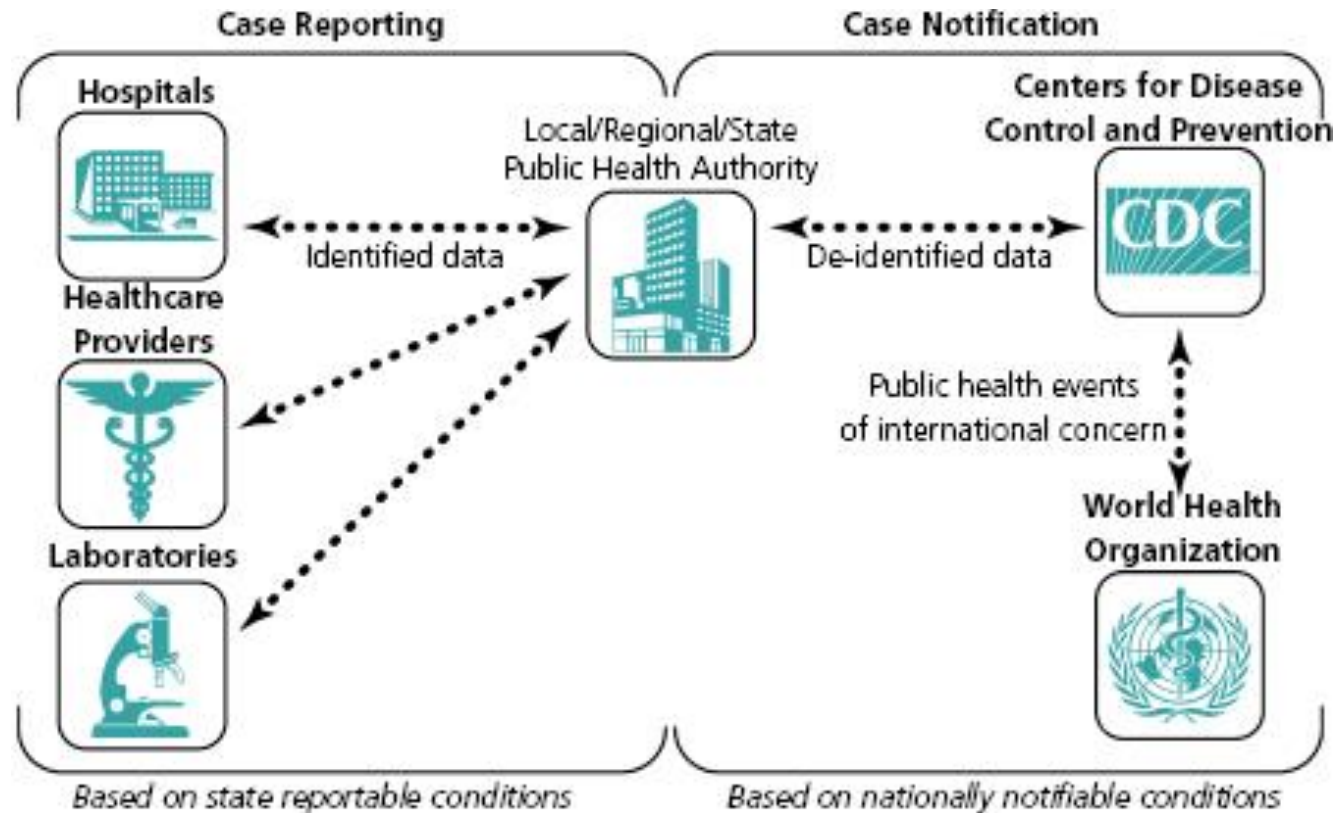 Case Reporting
Case Notification
Hospitals
Local/Regional/State
Public Health Authority
Centers for Disease
Control and Prevention
CDC
Identified data
De-identified data
Healthcare
Providers
Public health events
of international concern
Laboratories
World Health
Organization
Based on state reportable conditions
Based on nationally notifiable conditions